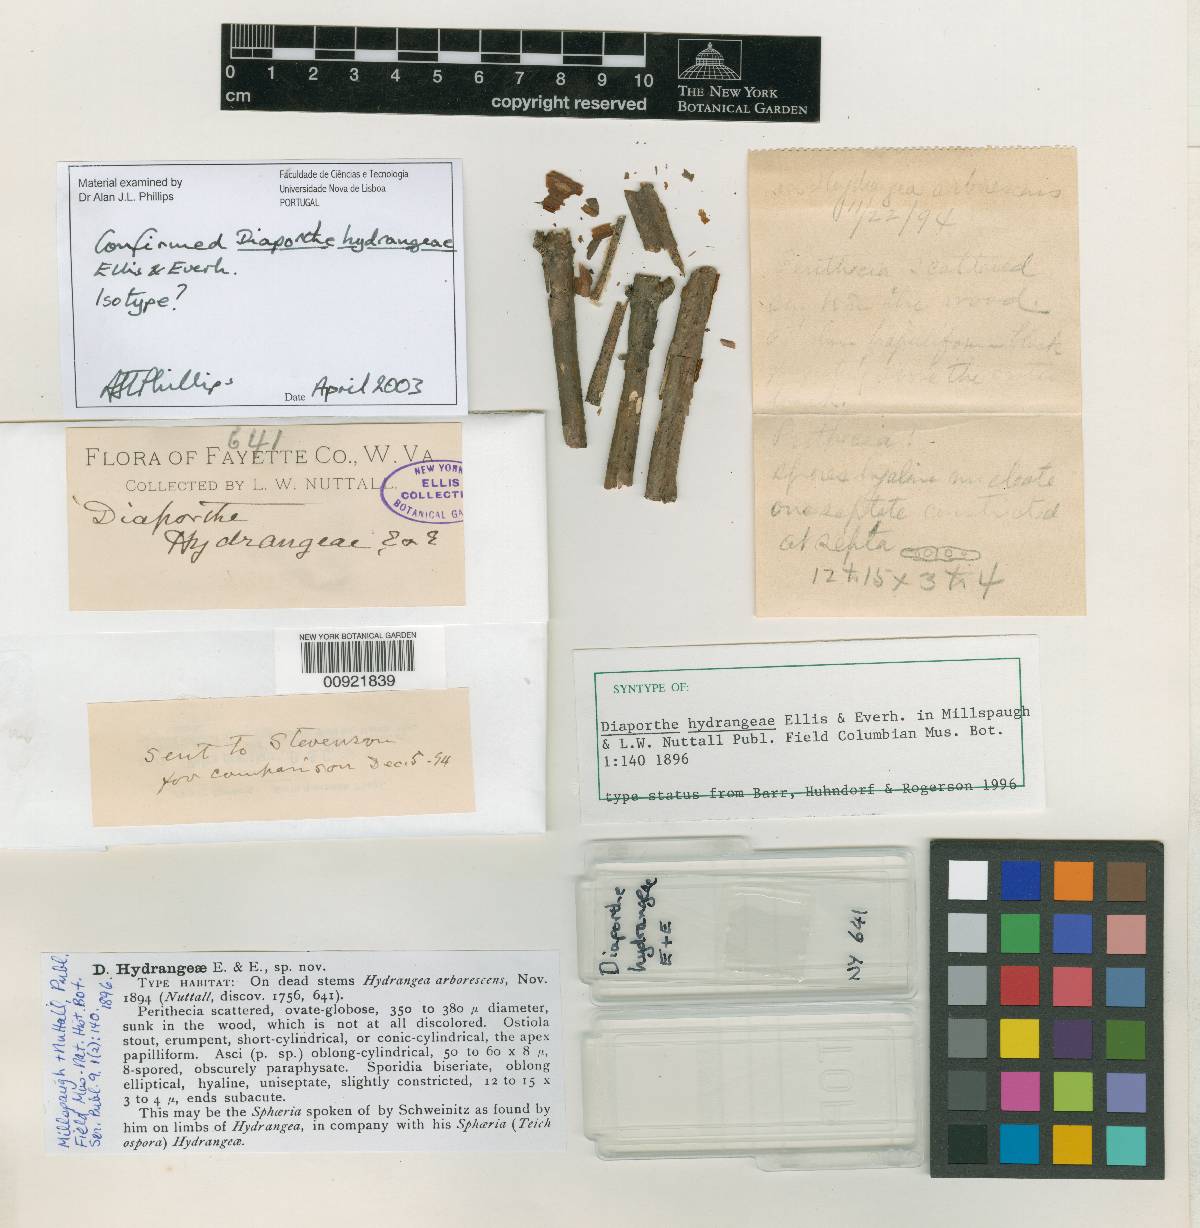 0 1 2 3 4 5 6 7 8 9 10
cm
copyright reserved
THE NEW YORK
BOTANICAL GARDEN
Material examined by
Dr Alan J.L. Phillips
Faculdade de Ciências e Tecnologia
Universidade Nova de Lisboa
PORTUGAL
Confirmed Diaporthe hydrangeae
Ellis & Everh.
Isotype?
AJLPhillips
Date April 2003
Hydrangea arborescens
11/22/94
Perithecia scattered
the wood.
papilliform black
the
Perithecia!
Spores hyaline nucleate
one septate constricted
at septa
12 to 15 x 3 to 4
641
FLORA OF FAYETTE CO., W. VA
COLLECTED BY L. W. NUTTALL.
Diaporthe
Hydrangeae E & E
NEW YORK
ELLIS
COLLECTI
BOTANICAL GA
NEW YORK BOTANICAL GARDEN
00921839
Sent to Stevenson
for comparison Dec. 5-94
SYNTYPE OF:
Diaporthe hydrangeae Ellis & Everh. in Millspaugh
& L.W. Nuttall Publ. Field Columbian Mus. Bot.
1:140 1896
type status from Barr, Huhndorf & Rogerson 1996
Diaporthe
hydrangeae
E+E
NY 641
Millspaugh + Nuttall, Publ.
Field Mus. Nat. Hist. Bot.
Ser. Publ. 9. 1(2): 140.
1896.
D. Hydrangeæ E. & E., sp. nov.
TYPE HABITAT: On dead stems Hydrangea arborescens, Nov.
1894 (Nuttall, discov. 1756, 641).
Perithecia scattered, ovate-globose, 350 to 380 μ diameter,
sunk in the wood, which is not at all discolored. Ostiola
stout, erumpent, short-cylindrical, or conic-cylindrical, the apex
papilliform. Asci (p. sp.) oblong-cylindrical, 50 to 60 x 8 μ,
8-spored, obscurely paraphysate. Sporidia biseriate, oblong
elliptical, hyaline, uniseptate, slightly constricted, 12 to 15 x
3 to 4 μ, ends subacute.
This may be the Sphæria spoken of by Schweinitz as found by
him on limbs of Hydrangea, in company with his Sphæria (Teich
ospora) Hydrangeæ.